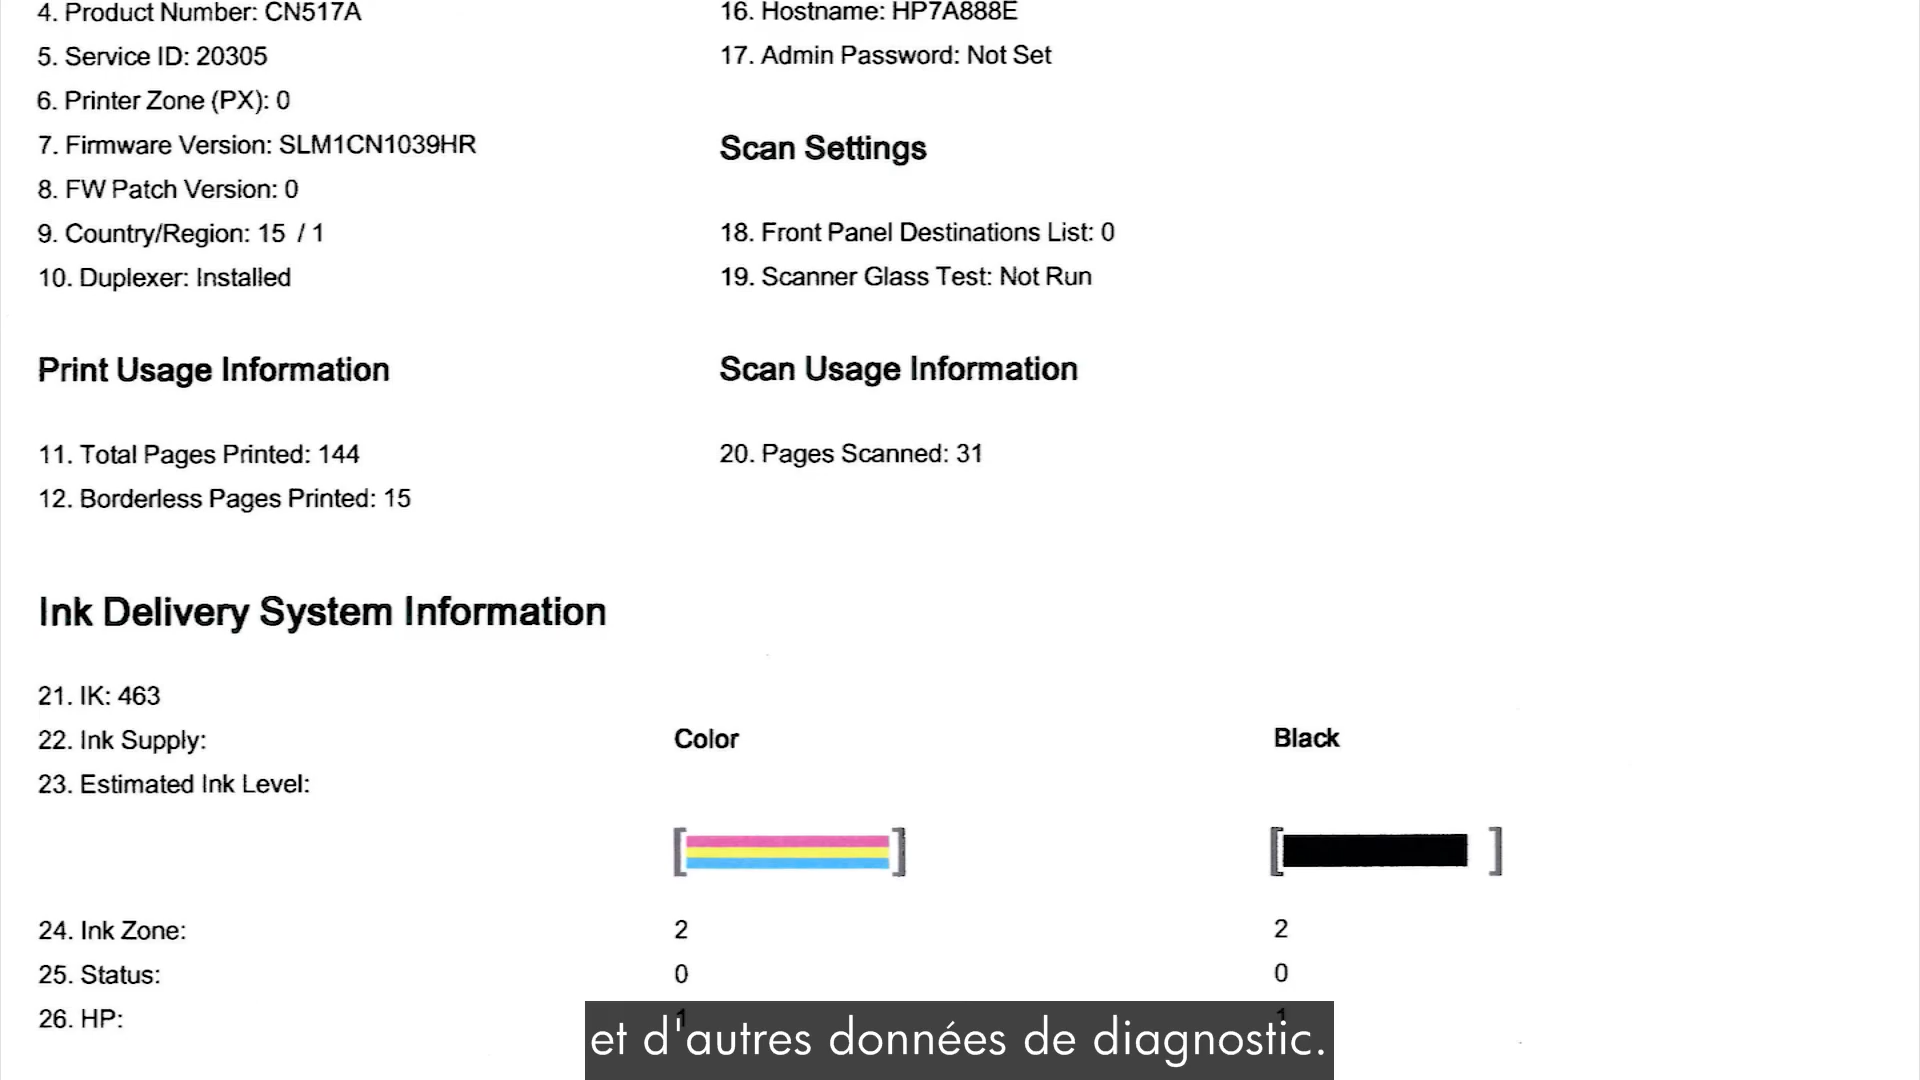 4. Product Number: CN517A
5. Service ID: 20305
6. Printer Zone (PX): 0
7. Firmware Version: SLM1CN1039HR
8. FW Patch Version: 0
9. Country/Region: 15 / 1
10. Duplexer: Installed
Print Usage Information
11. Total Pages Printed: 144
12. Borderless Pages Printed: 15
16. Hostname: HP7A888E
17. Admin Password: Not Set
Scan Settings
18. Front Panel Destinations List: 0
19. Scanner Glass Test: Not Run
Scan Usage Information
20. Pages Scanned: 31
Ink Delivery System Information
21. IK: 463
22. Ink Supply: Color Black
23. Estimated Ink Level:
24. Ink Zone: 2 2
25. Status: 0 0
26. HP: 1 1
et d'autres données de diagnostic.